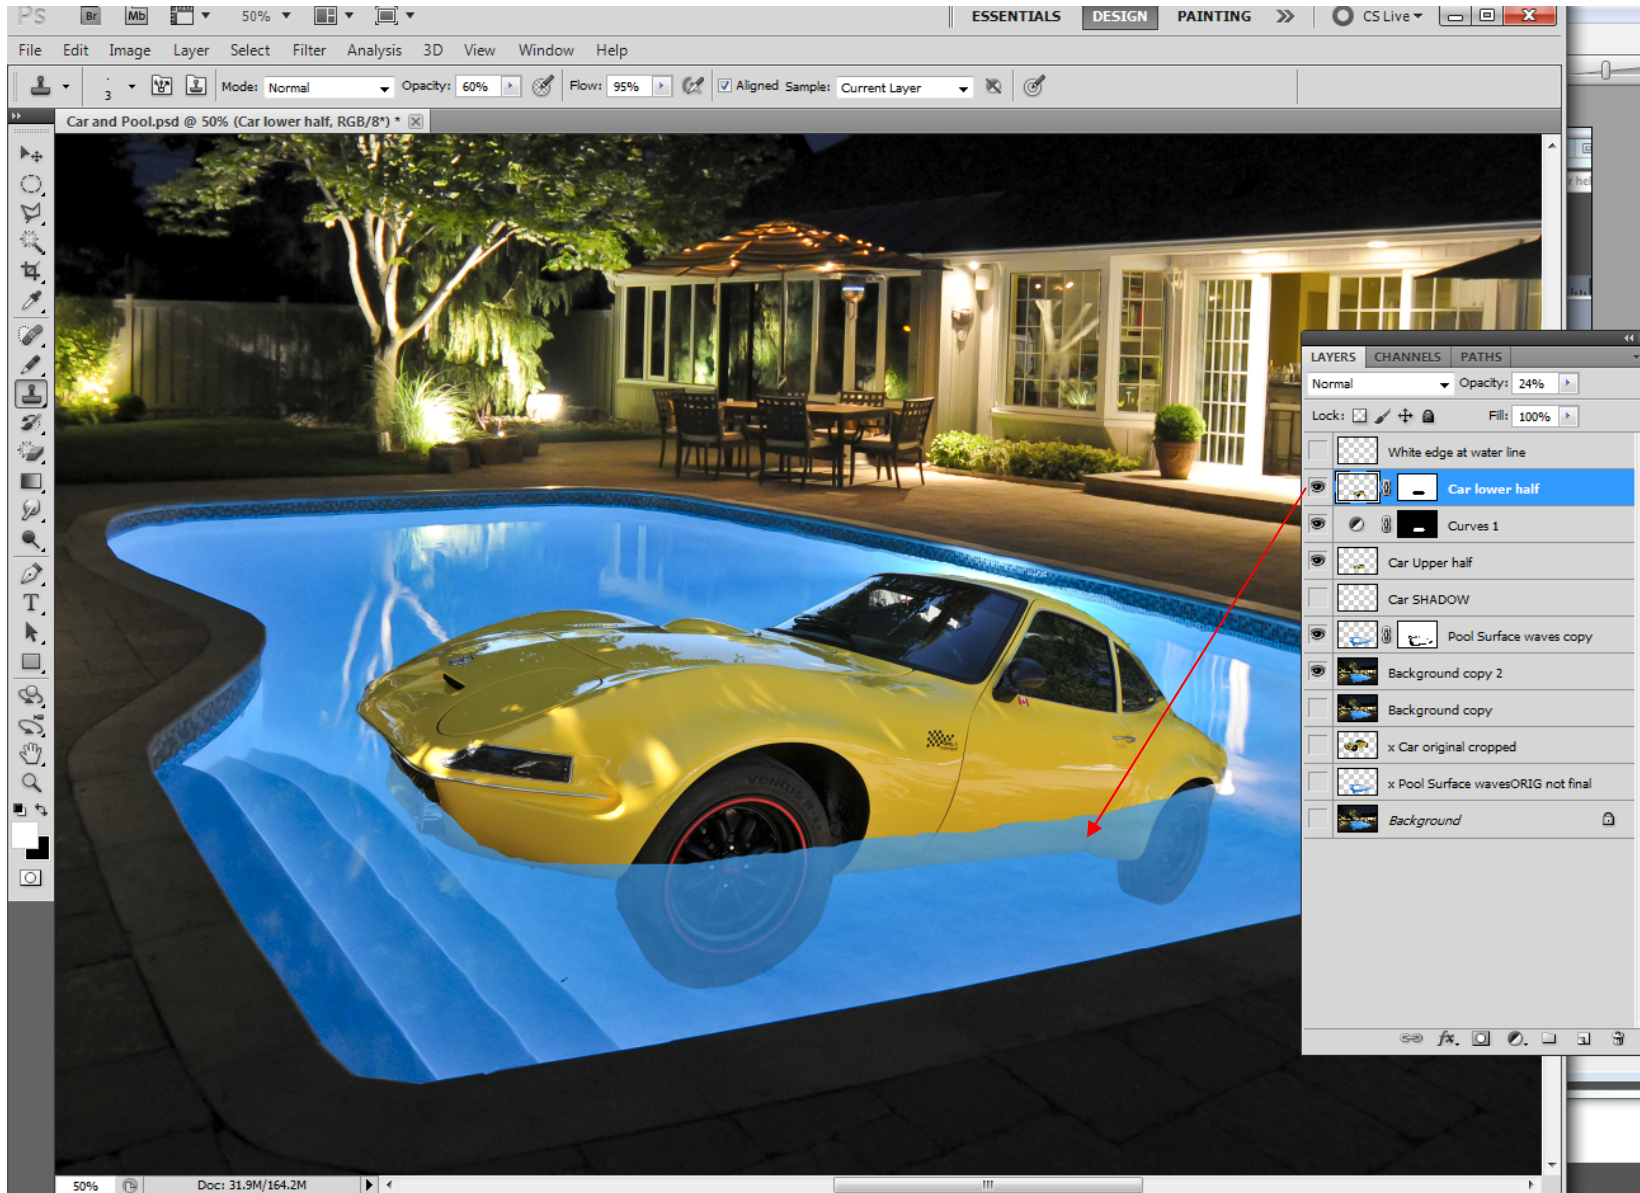 Ps Br Mb 50% ESSENTIALS DESIGN PAINTING CS Live
File Edit Image Layer Select Filter Analysis 3D View Window Help
3 Mode: Normal Opacity: 60% Flow: 95% Aligned Sample: Current Layer
Car and Pool.psd @ 50% (Car lower half, RGB/8*) *
LAYERS CHANNELS PATHS
Normal Opacity: 24%
Lock: Fill: 100%
White edge at water line
Car lower half
Curves 1
Car Upper half
Car SHADOW
Pool Surface waves copy
Background copy 2
Background copy
x Car original cropped
x Pool Surface wavesORIG not final
Background
VENTUS R-
50% Doc: 31.9M/164.2M